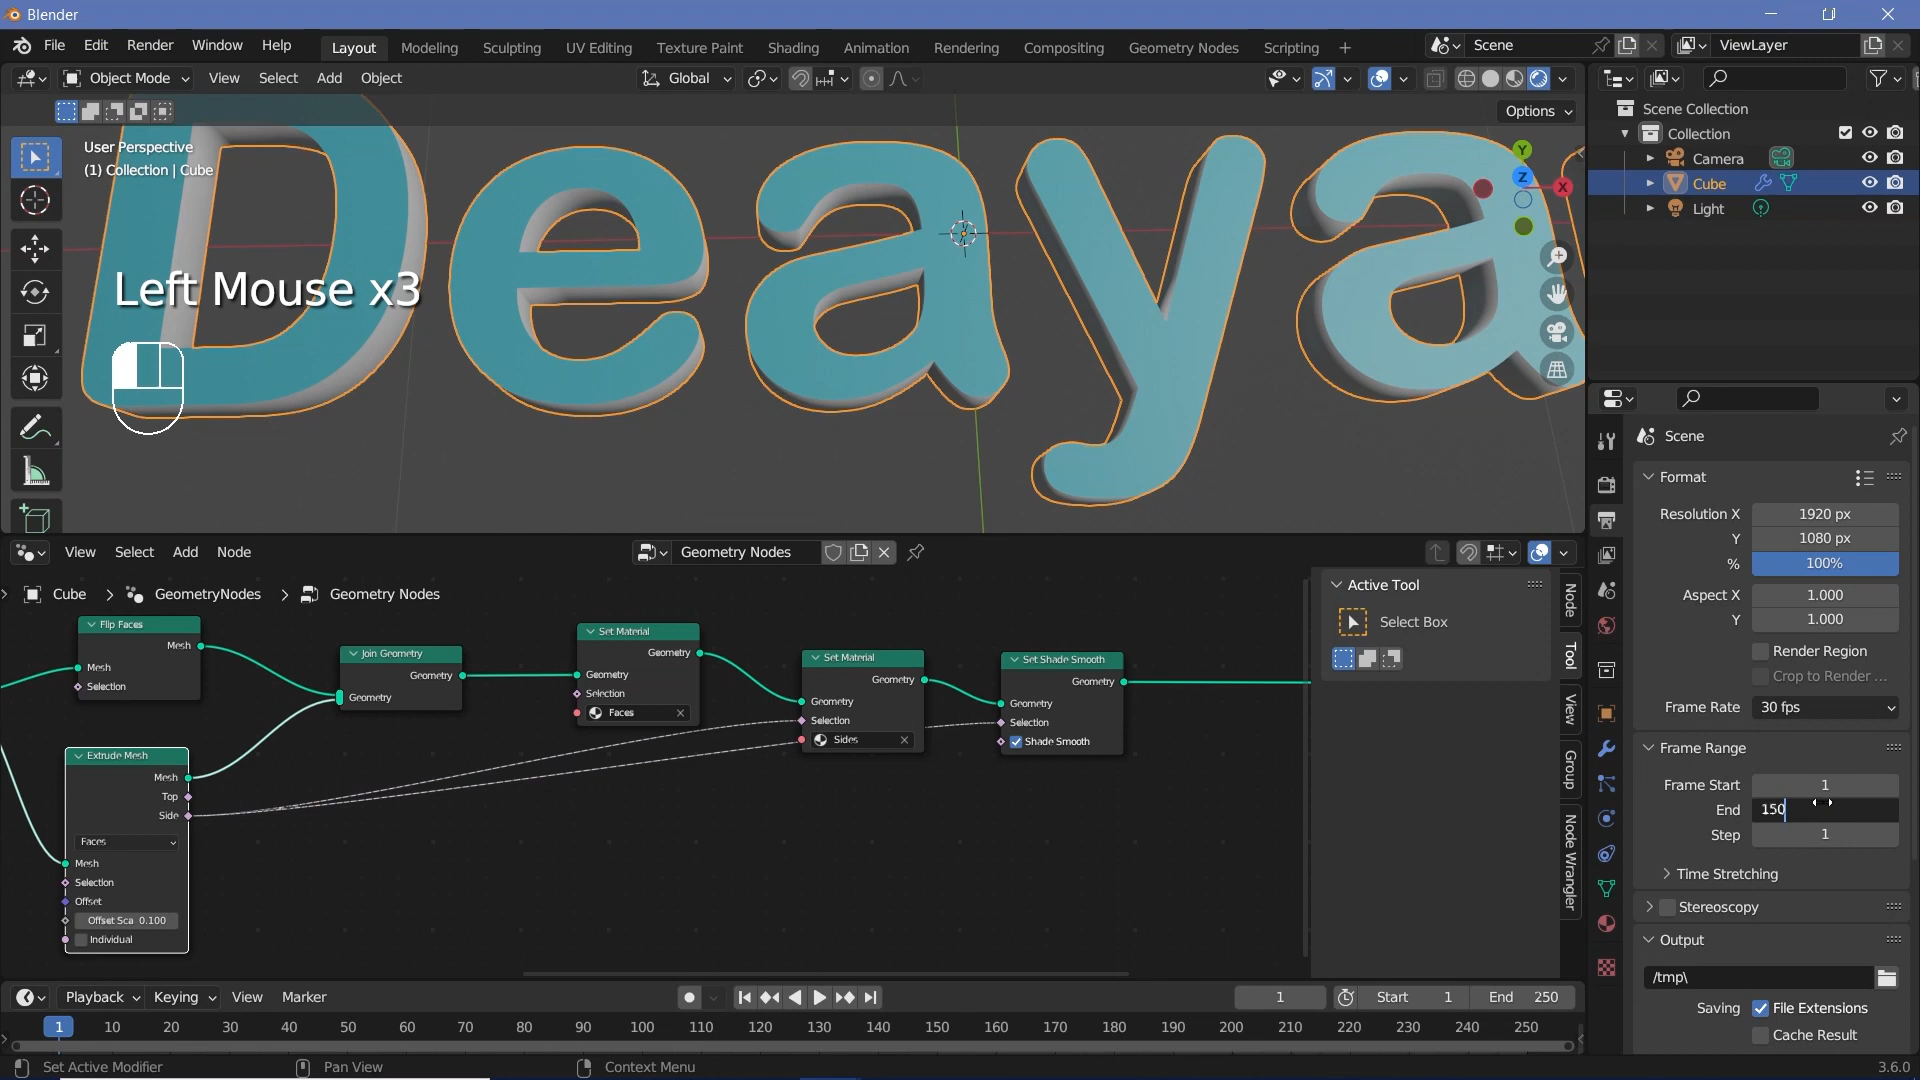 Blender
File Edit Render Window Help Layout Modeling Sculpting UV Editing Texture Paint Shading Animation Rendering Compositing Geometry Nodes Scripting + Scene ViewLayer
Object Mode View Select Add Object Global
Options
User Perspective
(1) Collection | Cube
Deaya
Left Mouse x3
Y
Z
X
Scene Collection
Collection
Camera
Cube
Light
Scene
Format
Resolution X 1920 px
Y 1080 px
% 100%
Aspect X 1.000
Y 1.000
Render Region
Crop to Render ...
Frame Rate 30 fps
Frame Range
Frame Start 1
End 150
Step 1
Time Stretching
Stereoscopy
Output
/tmp\
Saving File Extensions
Cache Result
View Select Add Node Geometry Nodes
Cube > GeometryNodes > Geometry Nodes
Flip Faces
Mesh
Mesh
Selection
Extrude Mesh
Mesh
Top
Side
Faces
Mesh
Selection
Offset
Offset Sca 0.100
Individual
Join Geometry
Geometry
Geometry
Set Material
Geometry
Geometry
Selection
Faces
Set Material
Geometry
Geometry
Selection
Sides
Set Shade Smooth
Geometry
Geometry
Selection
Shade Smooth
Active Tool
Select Box
Node
Tool
View
Group
Node Wrangler
Playback Keying View Marker 1 Start 1 End 250
1 10 20 30 40 50 60 70 80 90 100 110 120 130 140 150 160 170 180 190 200 210 220 230 240 250
Set Active Modifier Pan View Context Menu 3.6.0